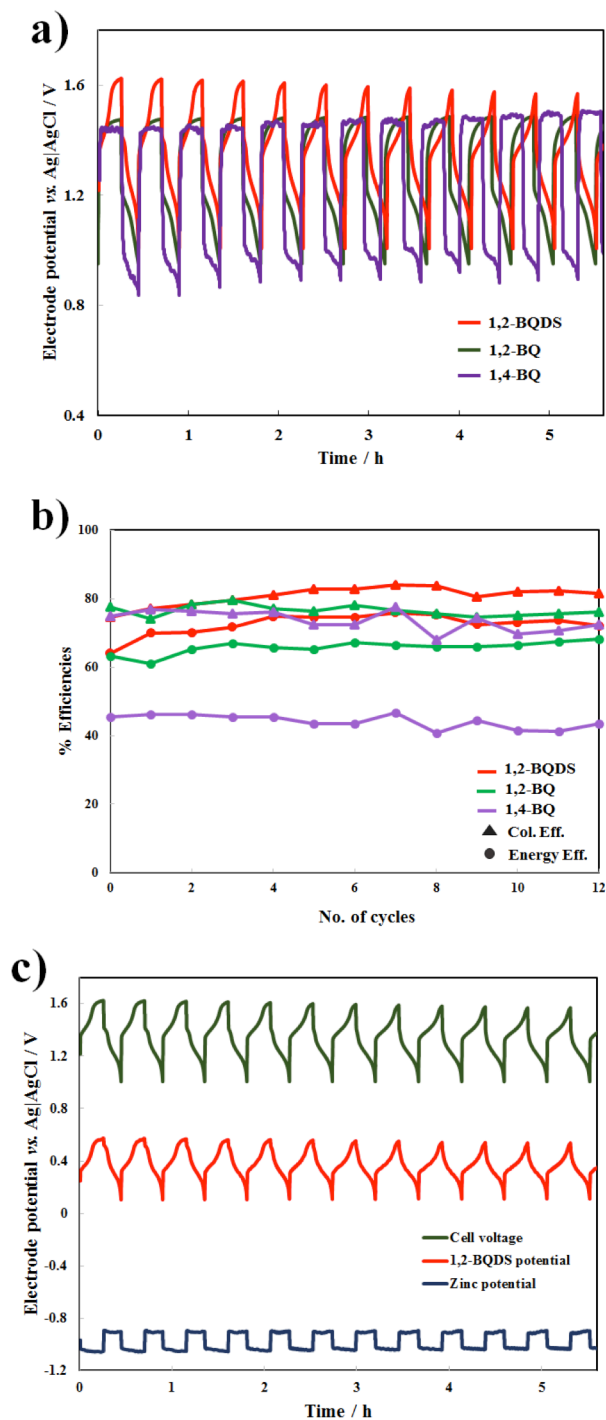 a)
1.6
1.2
0.8
0.4
Electrode potential vs. Ag|AgCl / V
1,2-BQDS
1,2-BQ
1,4-BQ
0 1 2 3 4 5
Time / h
b)
100
80
60
40
20
0
% Efficiencies
1,2-BQDS
1,2-BQ
1,4-BQ
Col. Eff.
Energy Eff.
0 2 4 6 8 10 12
No. of cycles
c)
1.6
1.2
0.8
0.4
0
-0.4
-0.8
-1.2
Electrode potential vs. Ag|AgCl / V
Cell voltage
1,2-BQDS potential
Zinc potential
0 1 2 3 4 5
Time / h